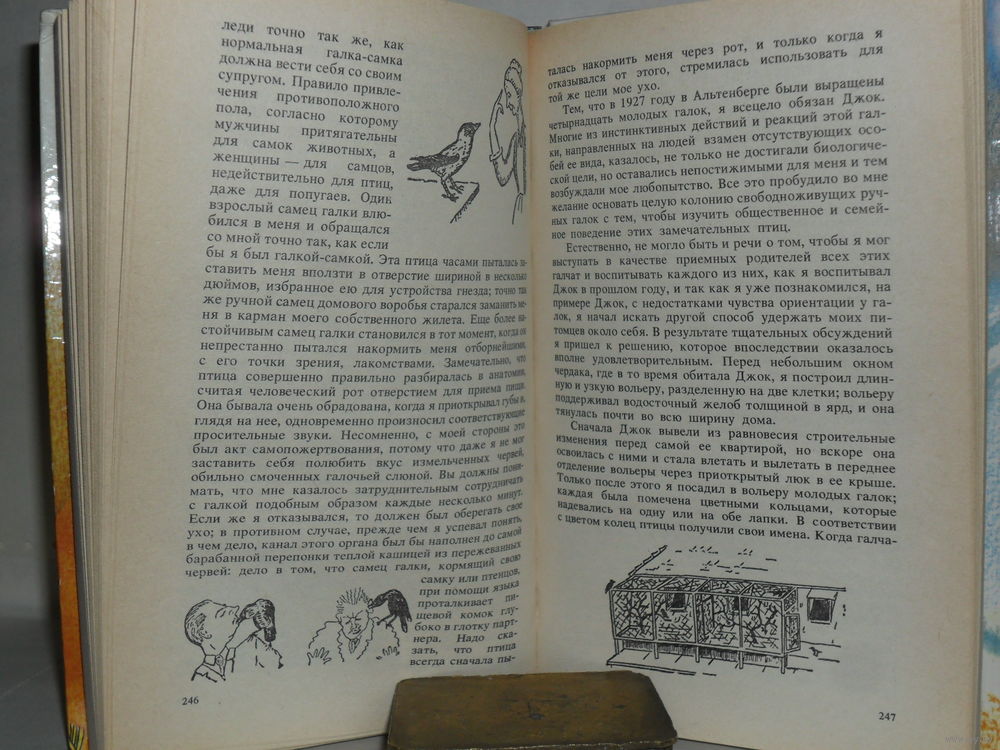 леди точно так же, как
нормальная галка-самка
должна вести себя со своим
супругом. Правило привле-
чения противоположного
пола, согласно которому
мужчины притягательны
для самок животных, а
женщины — для самцов,
недействительно для птиц,
даже для попугаев. Один
взрослый самец галки влю-
бился в меня и обращался
со мной точно так, как если
бы я был галкой-самкой. Эта птица часами пыталась за-
ставить меня вползти в отверстие шириной в несколько
дюймов, избранное ею для устройства гнезда; точно так
же ручной самец домового воробья старался заманить ме-
ня в карман моего собственного жилета. Еще более на-
стойчивым самец галки становился в тот момент, когда он
непрестанно пытался накормить меня отборнейшими,
с его точки зрения, лакомствами. Замечательно, что
птица совершенно правильно разбиралась в анатомии,
считая человеческий рот отверстием для приема пищи.
Она бывала очень обрадована, когда я приоткрывал губы и,
глядя на нее, одновременно произносил соответствующие
просительные звуки. Несомненно, с моей стороны это
был акт самопожертвования, потому что даже я не мог
заставить себя полюбить вкус измельченных червей,
обильно смоченных галочьей слюной. Вы должны пони-
мать, что мне казалось затруднительным сотрудничать
с галкой подобным образом каждые несколько минут.
Если же я отказывался, то должен был оберегать свое
ухо; в противном случае, прежде чем я успевал понять,
в чем дело, канал этого органа был бы наполнен до самой
барабанной перепонки теплой кашицей из пережеванных
червей: дело в том, что самец галки, кормящий свою
самку или птенцов,
при помощи языка
проталкивает пи-
щевой комок глу-
боко в глотку парт-
нера. Надо ска-
зать, что птица
всегда сначала пы-
246
талась накормить меня через рот, и только когда я
отказывался от этого, стремилась использовать для
той же цели мое ухо.
Тем, что в 1927 году в Альтенберге были выращены
четырнадцать молодых галок, я всецело обязан Джок.
Многие из инстинктивных действий и реакций этой гал-
ки, направленных на людей взамен отсутствующих осо-
бей ее вида, казалось, не только не достигали биологиче-
ской цели, но оставались непостижимыми для меня и тем
возбуждали мое любопытство. Все это пробудило во мне
желание основать целую колонию свободноживущих руч-
ных галок с тем, чтобы изучить общественное и семей-
ное поведение этих замечательных птиц.
Естественно, не могло быть и речи о том, чтобы я мог
выступать в качестве приемных родителей всех этих
галчат и воспитывать каждого из них, как я воспитывал
Джок в прошлом году, и так как я уже познакомился, на
примере Джок, с недостатками чувства ориентации у га-
лок, я начал искать другой способ удержать моих пи-
томцев около себя. В результате тщательных обсуждений
я пришел к решению, которое впоследствии оказалось
вполне удовлетворительным. Перед небольшим окном
чердака, где в то время обитала Джок, я построил длин-
ную и узкую вольеру, разделенную на две клетки; вольеру
поддерживал водосточный желоб толщиной в ярд, и она
тянулась почти во всю ширину дома.
Сначала Джок вывели из равновесия строительные
изменения перед самой ее квартирой, но вскоре она
освоилась с ними и стала влетать и вылетать в переднее
отделение вольеры через приоткрытый люк в ее крыше.
Только после этого я посадил в вольеру молодых галок;
каждая была помечена цветными кольцами, которые
надевались на одну или на обе лапки. В соответствии
с цветом колец птицы получили свои имена. Когда галча-
247